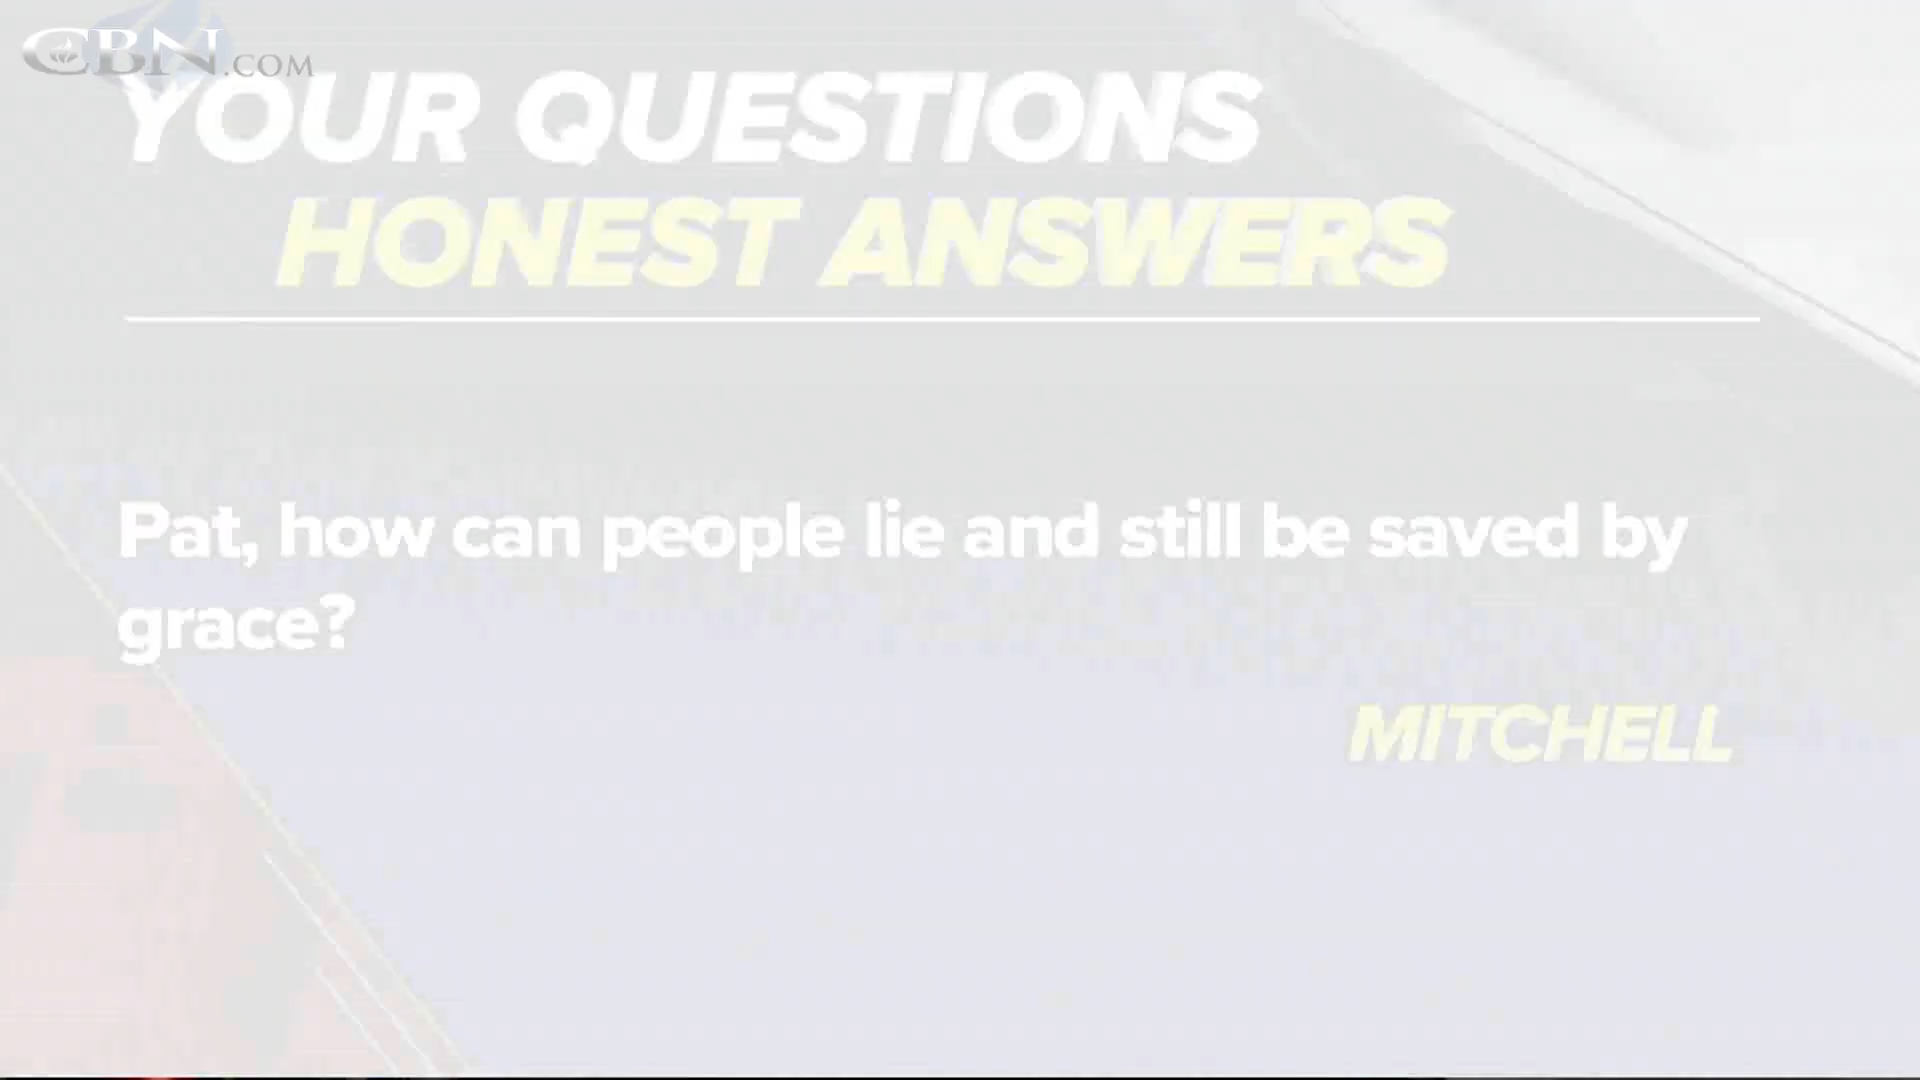 CBN.COM
YOUR QUESTIONS
HONEST ANSWERS
Pat, how can people lie and still be saved by
grace?
MITCHELL